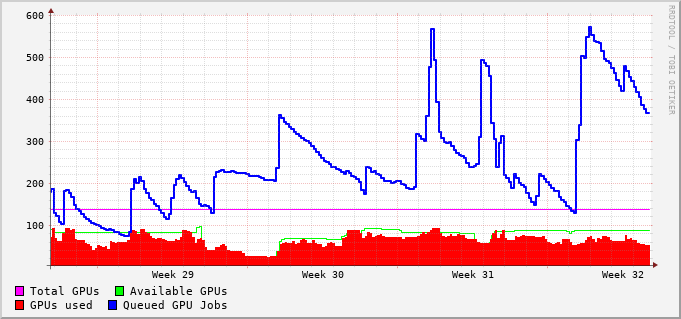 600
500
400
300
200
100
Week 29 Week 30 Week 31 Week 32
Total GPUs Available GPUs
GPUs used Queued GPU Jobs
RRDTOOL / TOBI OETIKER